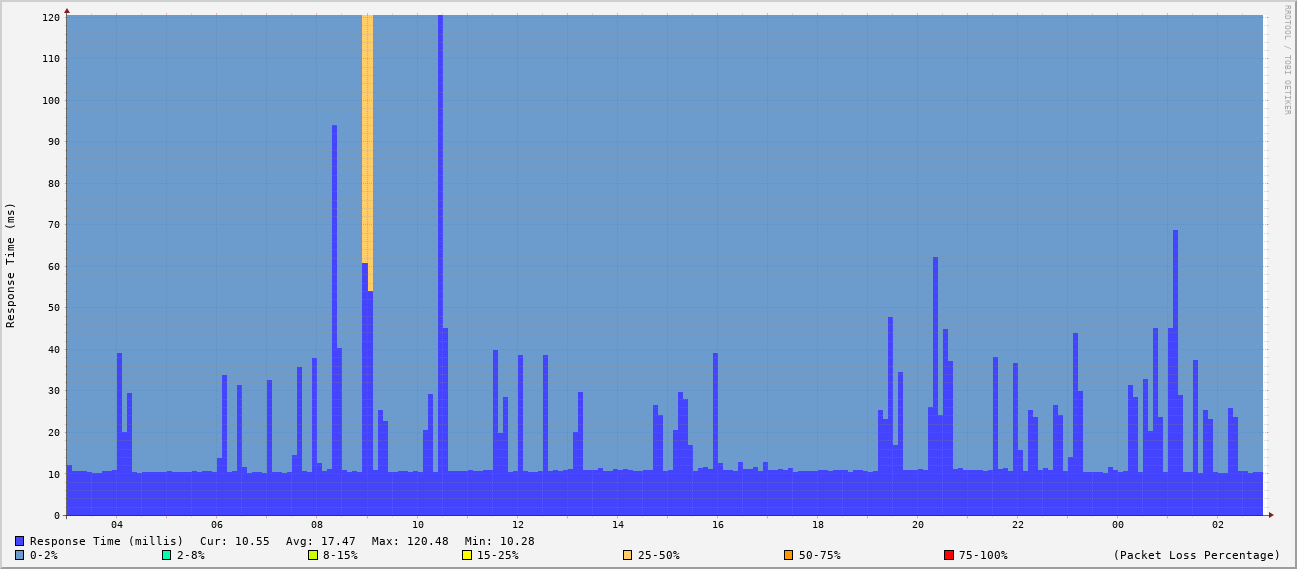 RRDTOOL / TOBI OETIKER
Response Time (ms)
120
110
100
90
80
70
60
50
40
30
20
10
0
04 06 08 10 12 14 16 18 20 22 00 02
Response Time (millis) Cur: 10.55 Avg: 17.47 Max: 120.48 Min: 10.28
0-2% 2-8% 8-15% 15-25% 25-50% 50-75% 75-100% (Packet Loss Percentage)